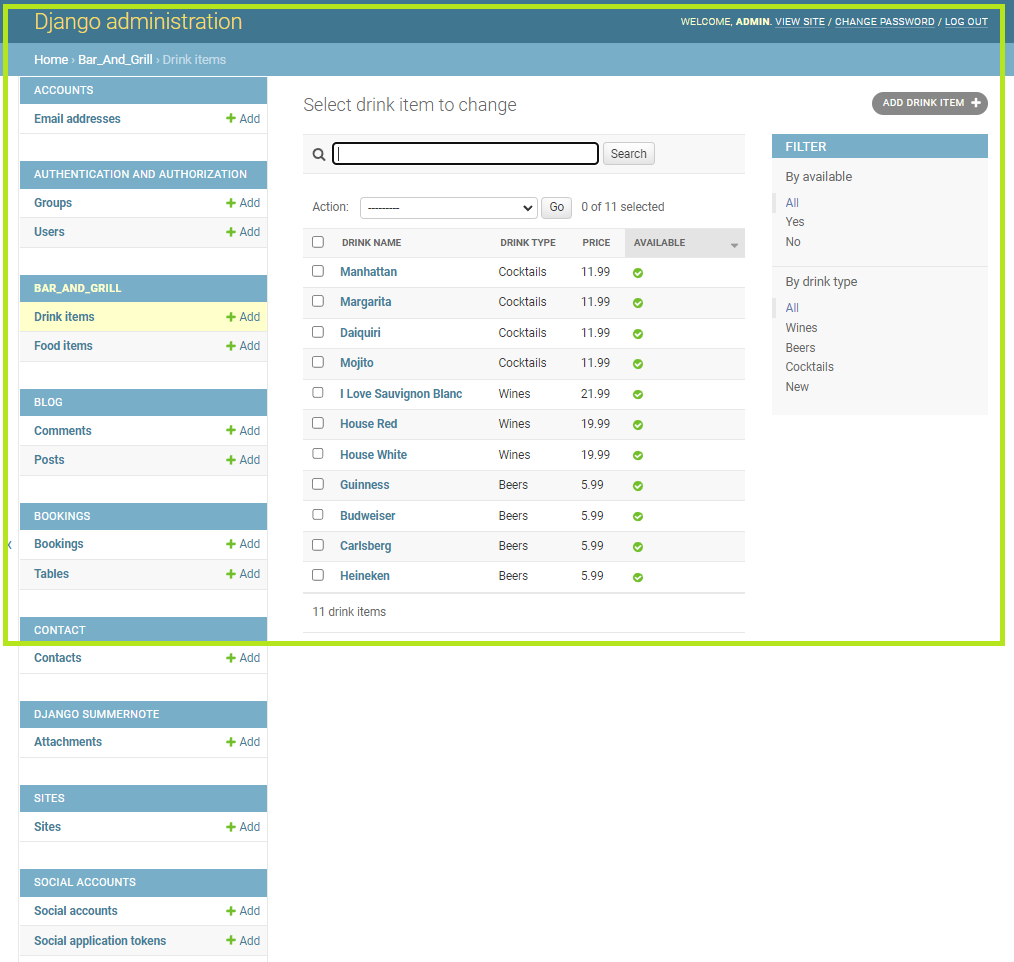 Django administration
WELCOME, ADMIN. VIEW SITE / CHANGE PASSWORD / LOG OUT
Home › Bar_And_Grill › Drink items
ACCOUNTS
Email addresses + Add
AUTHENTICATION AND AUTHORIZATION
Groups + Add
Users + Add
BAR_AND_GRILL
Drink items + Add
Food items + Add
BLOG
Comments + Add
Posts + Add
BOOKINGS
Bookings + Add
Tables + Add
CONTACT
Contacts + Add
DJANGO SUMMERNOTE
Attachments + Add
SITES
Sites + Add
SOCIAL ACCOUNTS
Social accounts + Add
Social application tokens + Add
Select drink item to change
ADD DRINK ITEM +
Search
Action: --------- Go 0 of 11 selected
DRINK NAME DRINK TYPE PRICE AVAILABLE
Manhattan Cocktails 11.99
Margarita Cocktails 11.99
Daiquiri Cocktails 11.99
Mojito Cocktails 11.99
I Love Sauvignon Blanc Wines 21.99
House Red Wines 19.99
House White Wines 19.99
Guinness Beers 5.99
Budweiser Beers 5.99
Carlsberg Beers 5.99
Heineken Beers 5.99
11 drink items
FILTER
By available
All
Yes
No
By drink type
All
Wines
Beers
Cocktails
New